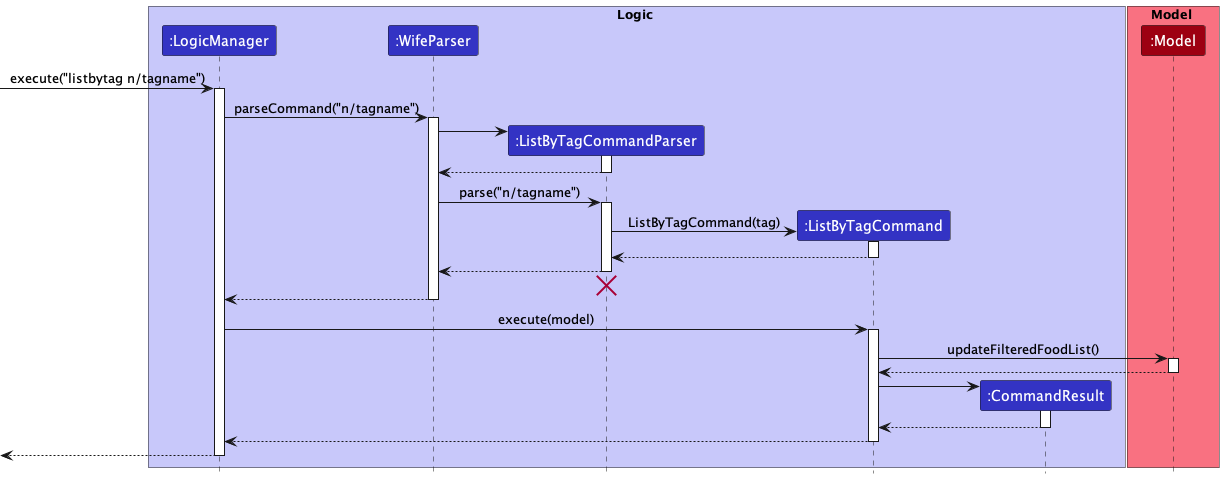 Logic
Model
:LogicManager
:WifeParser
:Model
execute("listbytag n/tagname")
parseCommand("n/tagname")
:ListByTagCommandParser
parse("n/tagname")
ListByTagCommand(tag)
:ListByTagCommand
execute(model)
updateFilteredFoodList()
:CommandResult